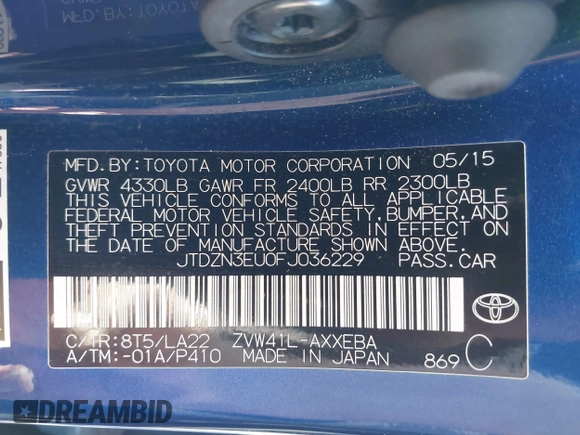 MFD.BY:TOYOTA MOTOR CORPORATION 05/15
GVWR 4330LB GAWR FR 2400LB RR 2300LB
THIS VEHICLE CONFORMS TO ALL APPLICABLE
FEDERAL MOTOR VEHICLE SAFETY,BUMPER,AND
THEFT PREVENTION STANDARDS IN EFFECT ON
THE DATE OF MANUFACTURE SHOWN ABOVE.
JTDZN3EU0FJ036229 PASS.CAR
C/TR:8T5/LA22 ZVW41L-AXXEBA
A/TM:-01A/P410 MADE IN JAPAN 869 C
DREAMBID